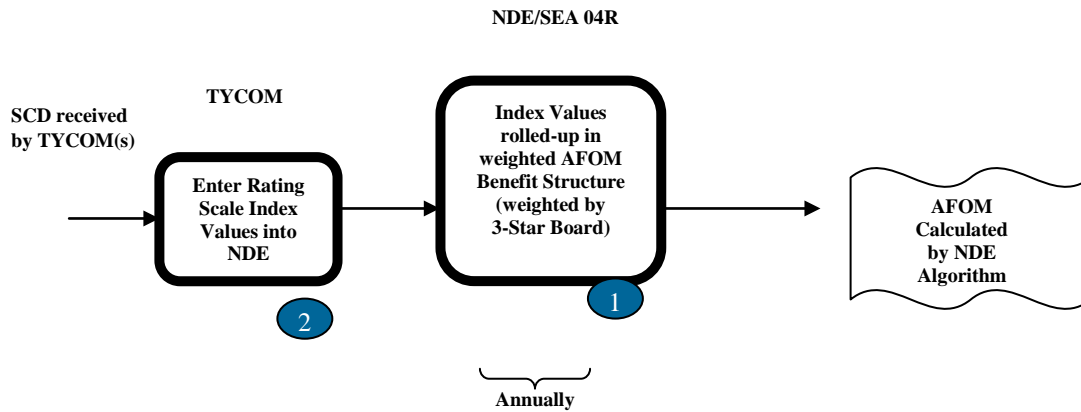 NDE/SEA 04R
TYCOM
SCD received
by TYCOM(s)
Enter Rating
Scale Index
Values into
NDE
2
Index Values
rolled-up in
weighted AFOM
Benefit Structure
(weighted by
3-Star Board)
1
AFOM
Calculated
by NDE
Algorithm
Annually